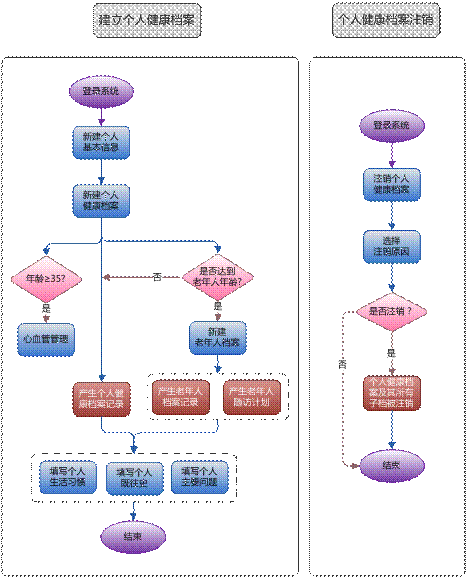 建立个人健康档案
个人健康档案注销
登录系统
新建个人
基本信息
新建个人
健康档案
年龄≥35?
是否达到
老年人年龄?
否
是
是
心血管管理
新建
老年人档案
产生个人健
康档案记录
产生老年人
档案记录
产生老年人
随访计划
填写个人
生活习惯
填写个人
既往史
填写个人
主要问题
结束
登录系统
注销个人
健康档案
选择
注销原因
是否注销？
否
是
个人健康档
案及其所有
子档被注销
结束